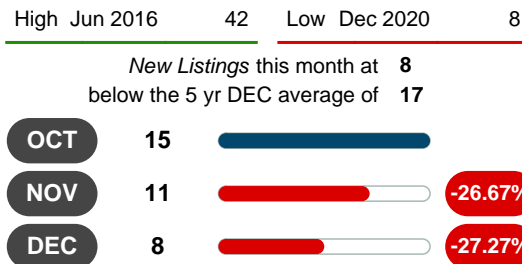 High Jun 2016 42 Low Dec 2020 8
New Listings this month at 8
below the 5 yr DEC average of 17
OCT 15
NOV 11 -26.67%
DEC 8 -27.27%